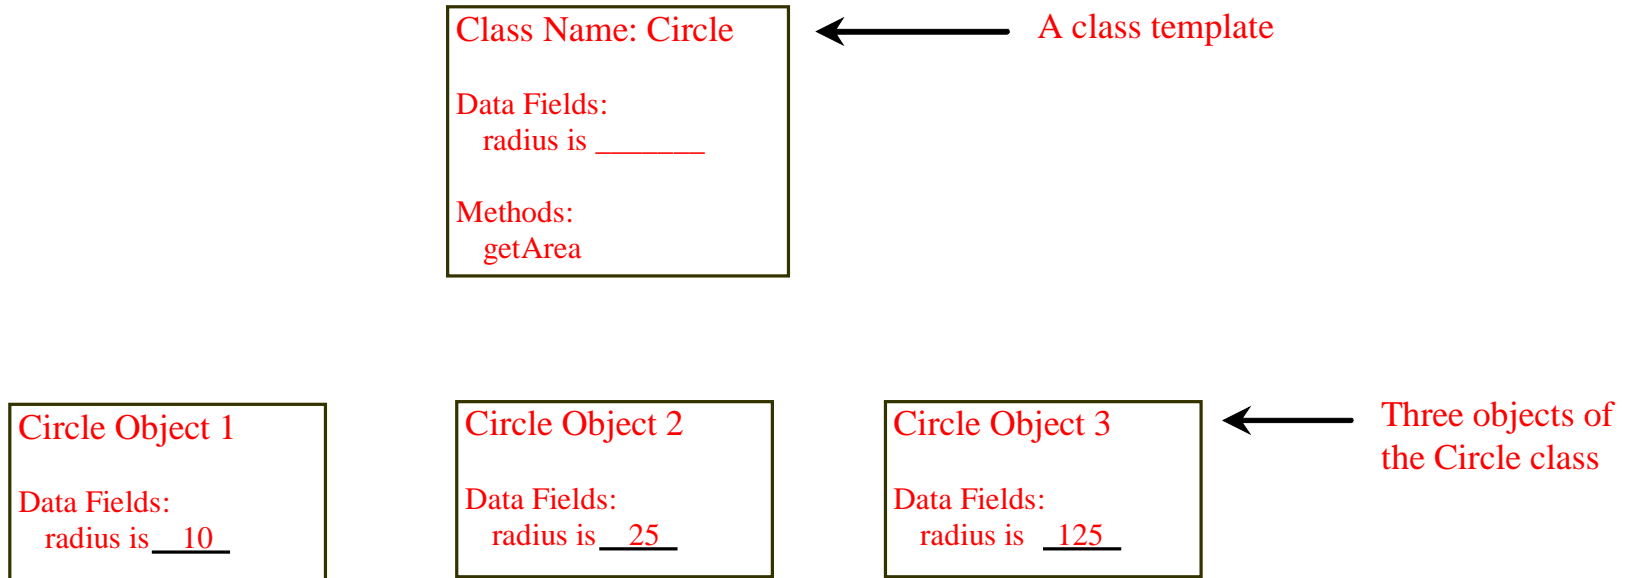 Class Name: Circle
A class template
Data Fields:
radius is _______
Methods:
getArea
Circle Object 1
Data Fields:
radius is 10
Circle Object 2
Data Fields:
radius is 25
Circle Object 3
Data Fields:
radius is 125
Three objects of
the Circle class